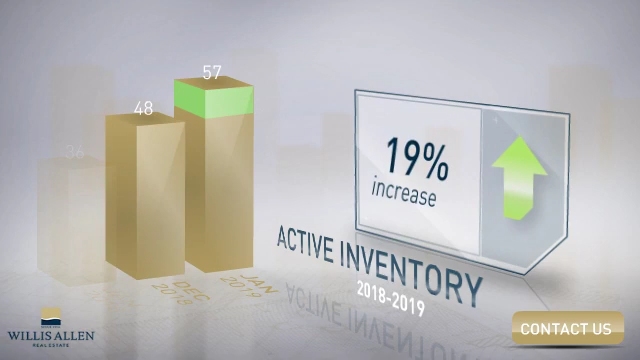 57
48
36
19%
increase
DEC
2018
JAN
2019
ACTIVE INVENTORY
2018-2019
WILLIS ALLEN
REAL ESTATE
CONTACT US